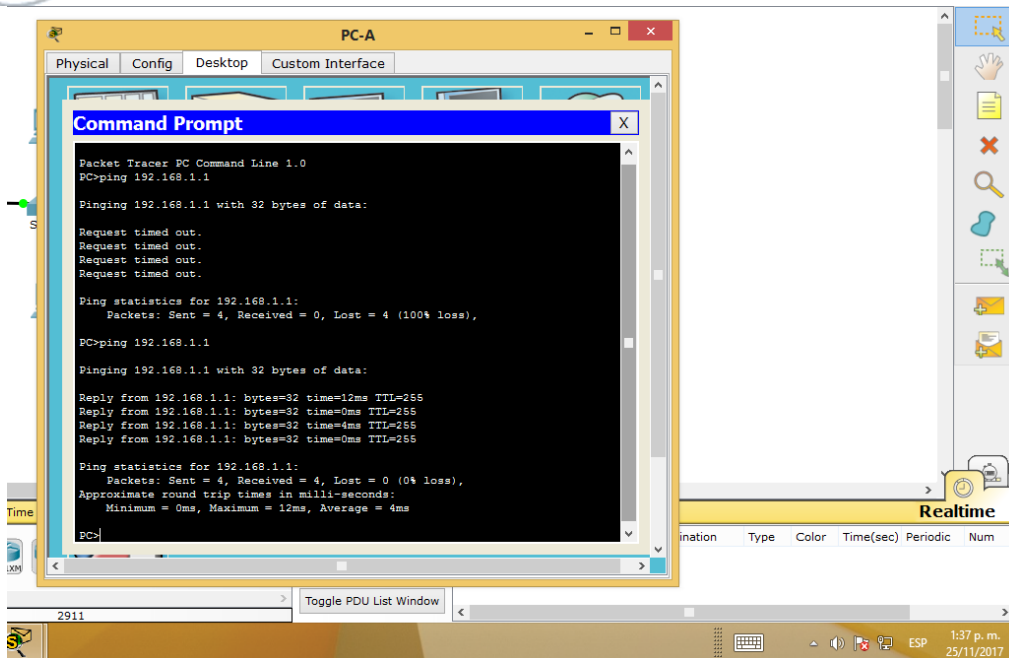 PC-A
Physical Config Desktop Custom Interface
Command Prompt
X
Packet Tracer PC Command Line 1.0
PC>ping 192.168.1.1
Pinging 192.168.1.1 with 32 bytes of data:
Request timed out.
Request timed out.
Request timed out.
Request timed out.
Ping statistics for 192.168.1.1:
Packets: Sent = 4, Received = 0, Lost = 4 (100% loss),
PC>ping 192.168.1.1
Pinging 192.168.1.1 with 32 bytes of data:
Reply from 192.168.1.1: bytes=32 time=12ms TTL=255
Reply from 192.168.1.1: bytes=32 time=0ms TTL=255
Reply from 192.168.1.1: bytes=32 time=4ms TTL=255
Reply from 192.168.1.1: bytes=32 time=0ms TTL=255
Ping statistics for 192.168.1.1:
Packets: Sent = 4, Received = 4, Lost = 0 (0% loss),
Approximate round trip times in milli-seconds:
Minimum = 0ms, Maximum = 12ms, Average = 4ms
PC>
S
Time
Realtime
ination Type Color Time(sec) Periodic Num
Toggle PDU List Window
2911
ESP
1:37 p. m.
25/11/2017